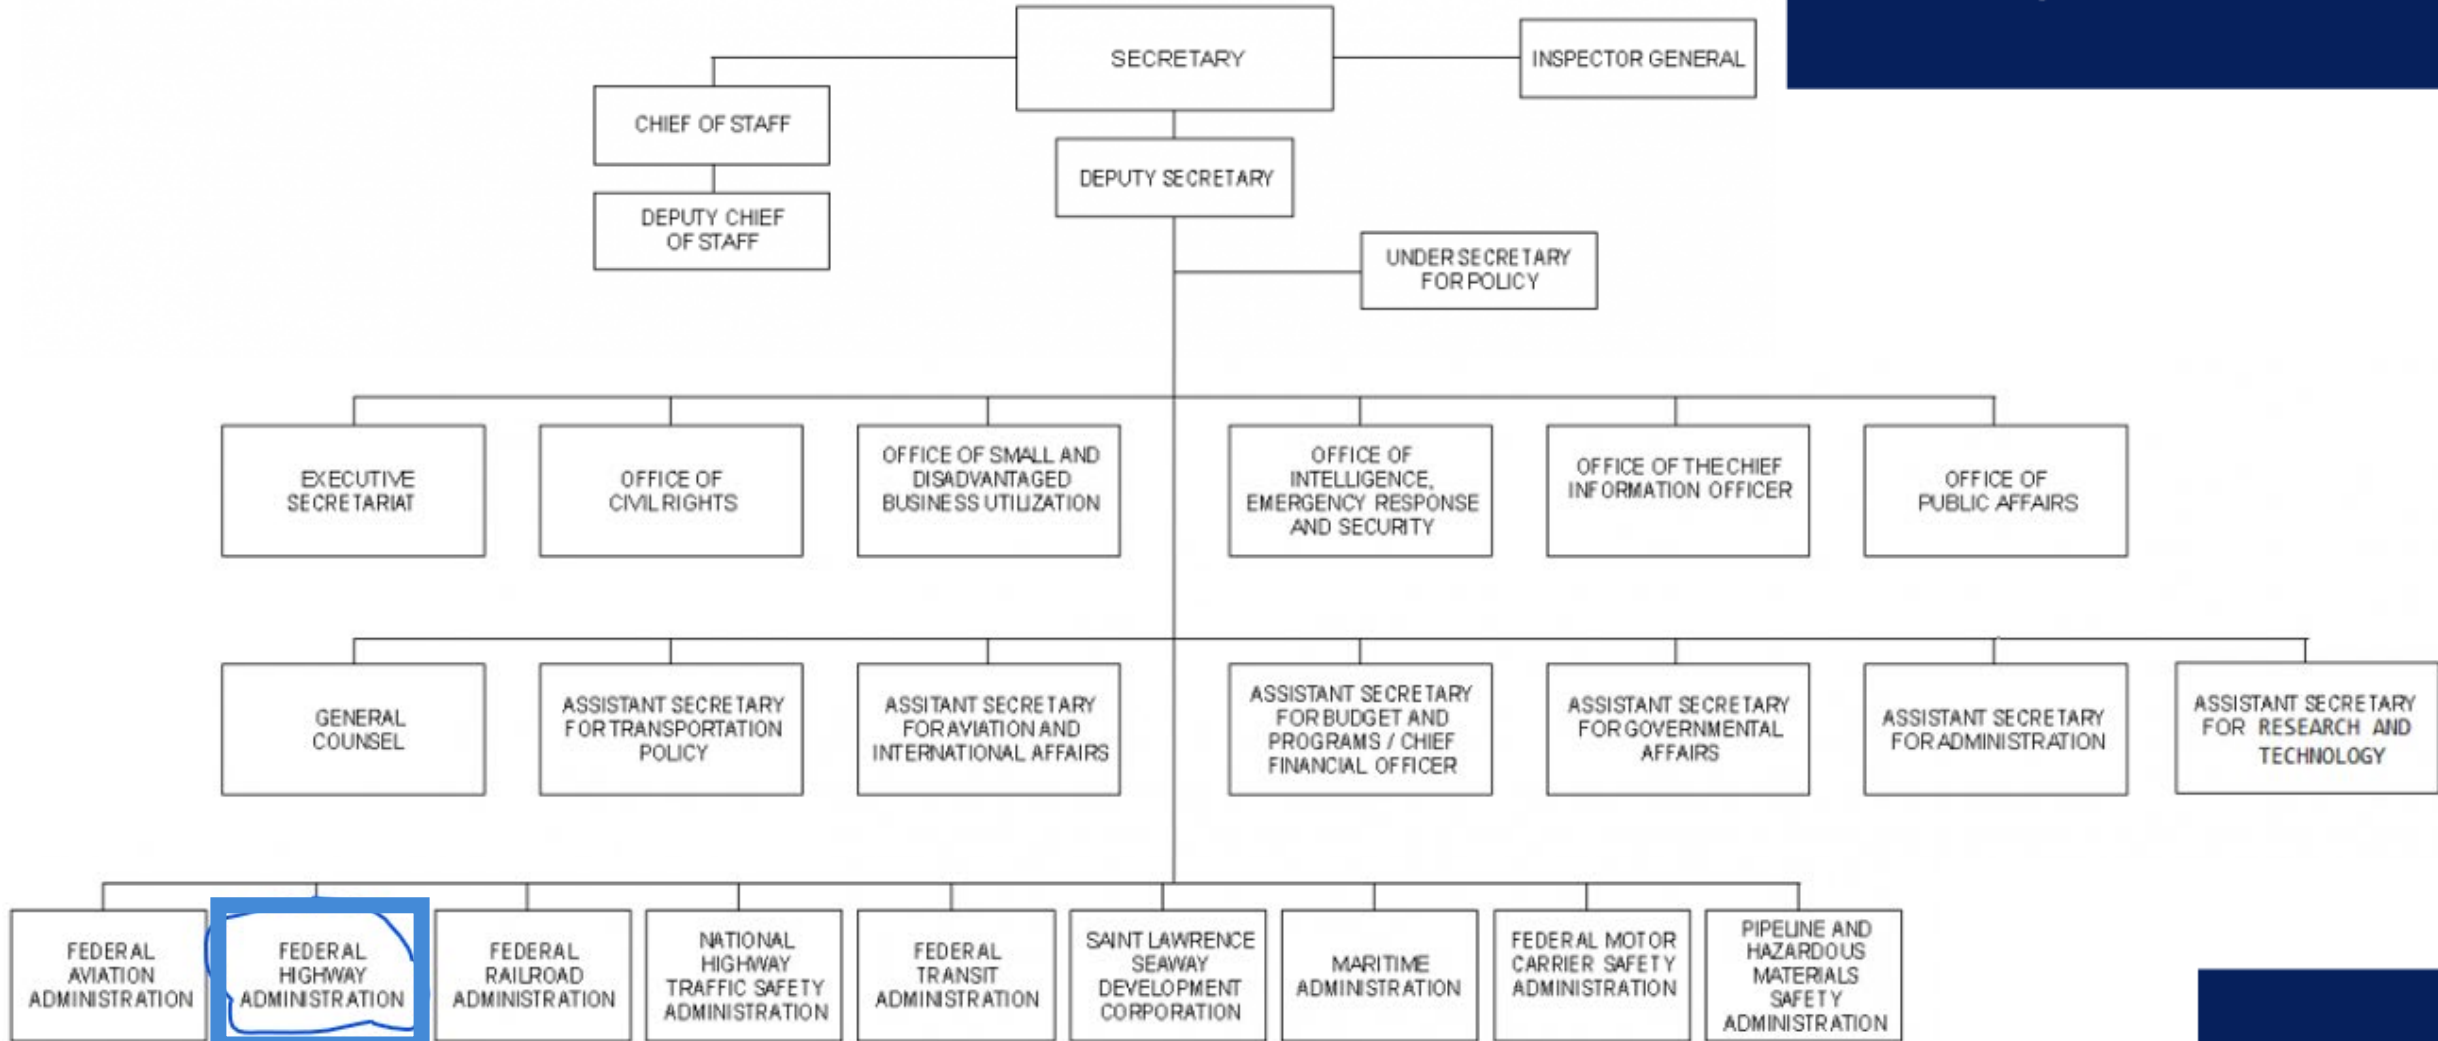 SECRETARY
INSPECTOR GENERAL
CHIEF OF STAFF
DEPUTY SECRETARY
DEPUTY CHIEF
OF STAFF
UNDER SECRETARY
FOR POLICY
EXECUTIVE
SECRETARIAT
OFFICE OF
CIVIL RIGHTS
OFFICE OF SMALL AND
DISADVANTAGED
BUSINESS UTILIZATION
OFFICE OF
INTELLIGENCE,
EMERGENCY RESPONSE
AND SECURITY
OFFICE OF THE CHIEF
INFORMATION OFFICER
OFFICE OF
PUBLIC AFFAIRS
GENERAL
COUNSEL
ASSISTANT SECRETARY
FOR TRANSPORTATION
POLICY
ASSITANT SECRETARY
FOR AVIATION AND
INTERNATIONAL AFFAIRS
ASSISTANT SECRETARY
FOR BUDGET AND
PROGRAMS / CHIEF
FINANCIAL OFFICER
ASSISTANT SECRETARY
FOR GOVERNMENTAL
AFFAIRS
ASSISTANT SECRETARY
FOR ADMINISTRATION
ASSISTANT SECRETARY
FOR RESEARCH AND
TECHNOLOGY
FEDERAL
AVIATION
ADMINISTRATION
FEDERAL
HIGHWAY
ADMINISTRATION
FEDERAL
RAILROAD
ADMINISTRATION
NATIONAL
HIGHWAY
TRAFFIC SAFETY
ADMINISTRATION
FEDERAL
TRANSIT
ADMINISTRATION
SAINT LAWRENCE
SEAWAY
DEVELOPMENT
CORPORATION
MARITIME
ADMINISTRATION
FEDERAL MOTOR
CARRIER SAFETY
ADMINISTRATION
PIPELINE AND
HAZARDOUS
MATERIALS
SAFETY
ADMINISTRATION